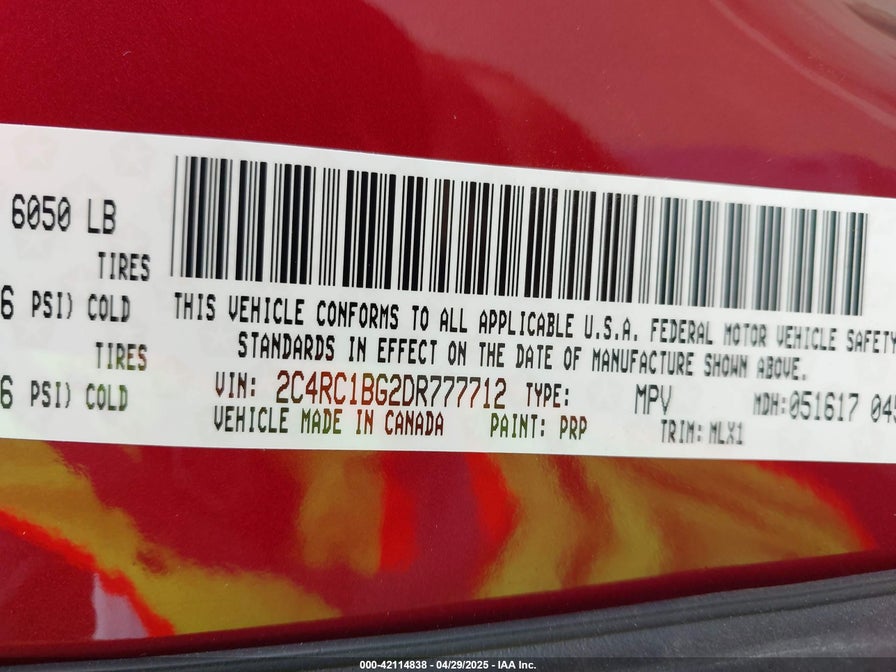 6050 LB
TIRES
6 PSI) COLD
TIRES
6 PSI) COLD
THIS VEHICLE CONFORMS TO ALL APPLICABLE U.S.A. FEDERAL MOTOR VEHICLE SAFETY
STANDARDS IN EFFECT ON THE DATE OF MANUFACTURE SHOWN ABOVE.
VIN: 2C4RC1BG2DR777712 TYPE: MPV MDH:051617 045
VEHICLE MADE IN CANADA PAINT: PRP TRIM: MLX1
000-42114838 - 04/29/2025 - IAA Inc.